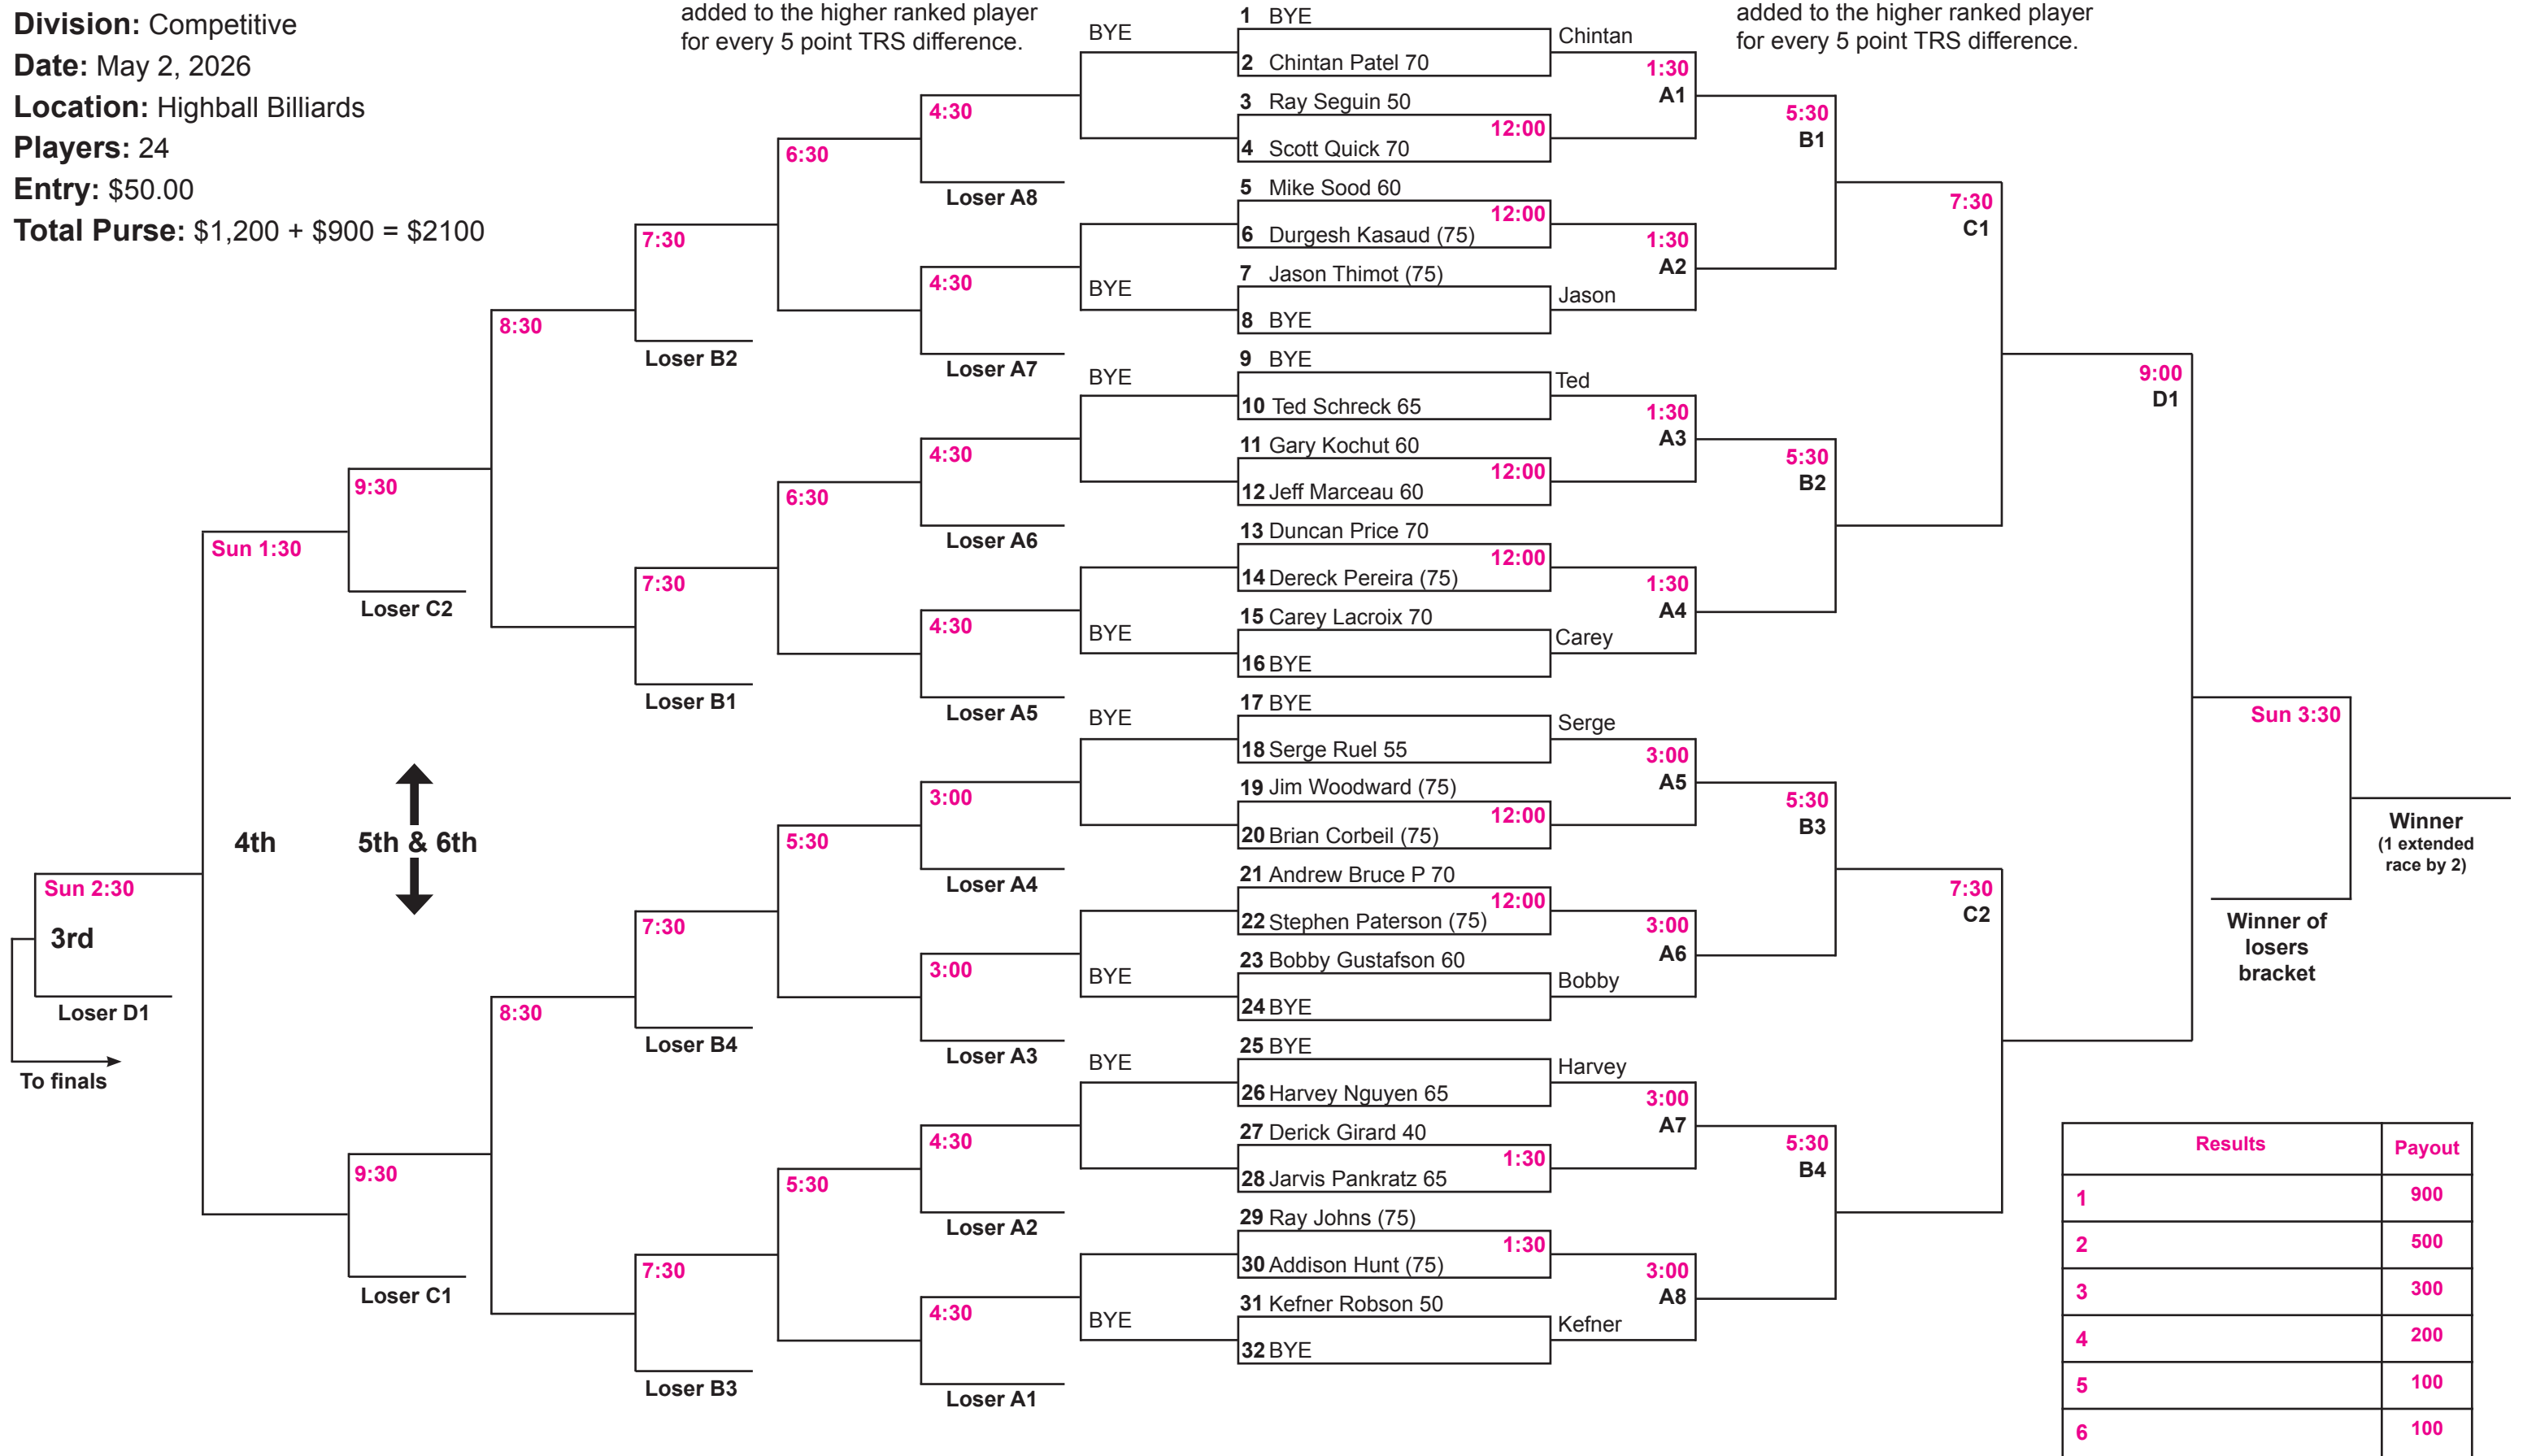 Division: Competitive
Date: May 2, 2026
Location: Highball Billiards
Players: 24
Entry: $50.00
Total Purse: $1,200 + $900 = $2100
added to the higher ranked player
for every 5 point TRS difference.
added to the higher ranked player
for every 5 point TRS difference.
1 BYE
2 Chintan Patel 70
3 Ray Seguin 50
12:00
4 Scott Quick 70
5 Mike Sood 60
12:00
6 Durgesh Kasaud (75)
7 Jason Thimot (75)
8 BYE
9 BYE
10 Ted Schreck 65
11 Gary Kochut 60
12:00
12 Jeff Marceau 60
13 Duncan Price 70
12:00
14 Dereck Pereira (75)
15 Carey Lacroix 70
16 BYE
17 BYE
18 Serge Ruel 55
19 Jim Woodward (75)
12:00
20 Brian Corbeil (75)
21 Andrew Bruce P 70
12:00
22 Stephen Paterson (75)
23 Bobby Gustafson 60
24 BYE
25 BYE
26 Harvey Nguyen 65
27 Derick Girard 40
1:30
28 Jarvis Pankratz 65
29 Ray Johns (75)
1:30
30 Addison Hunt (75)
31 Kefner Robson 50
32 BYE
Chintan
1:30
A1
1:30
A2
Jason
Ted
1:30
A3
1:30
A4
Carey
Serge
3:00
A5
3:00
A6
Bobby
Harvey
3:00
A7
3:00
A8
Kefner
5:30
B1
5:30
B2
5:30
B3
5:30
B4
7:30
C1
7:30
C2
9:00
D1
Sun 3:30
Winner
(1 extended
race by 2)
Winner of
losers
bracket
BYE
BYE
BYE
BYE
BYE
BYE
BYE
BYE
4:30
Loser A8
4:30
Loser A7
4:30
Loser A6
4:30
Loser A5
3:00
Loser A4
3:00
Loser A3
4:30
Loser A2
4:30
Loser A1
6:30
6:30
5:30
5:30
7:30
Loser B2
7:30
Loser B1
7:30
Loser B4
7:30
Loser B3
8:30
8:30
9:30
Loser C2
9:30
Loser C1
Sun 1:30
4th
5th & 6th
Sun 2:30
3rd
Loser D1
To finals
Results Payout
1 900
2 500
3 300
4 200
5 100
6 100